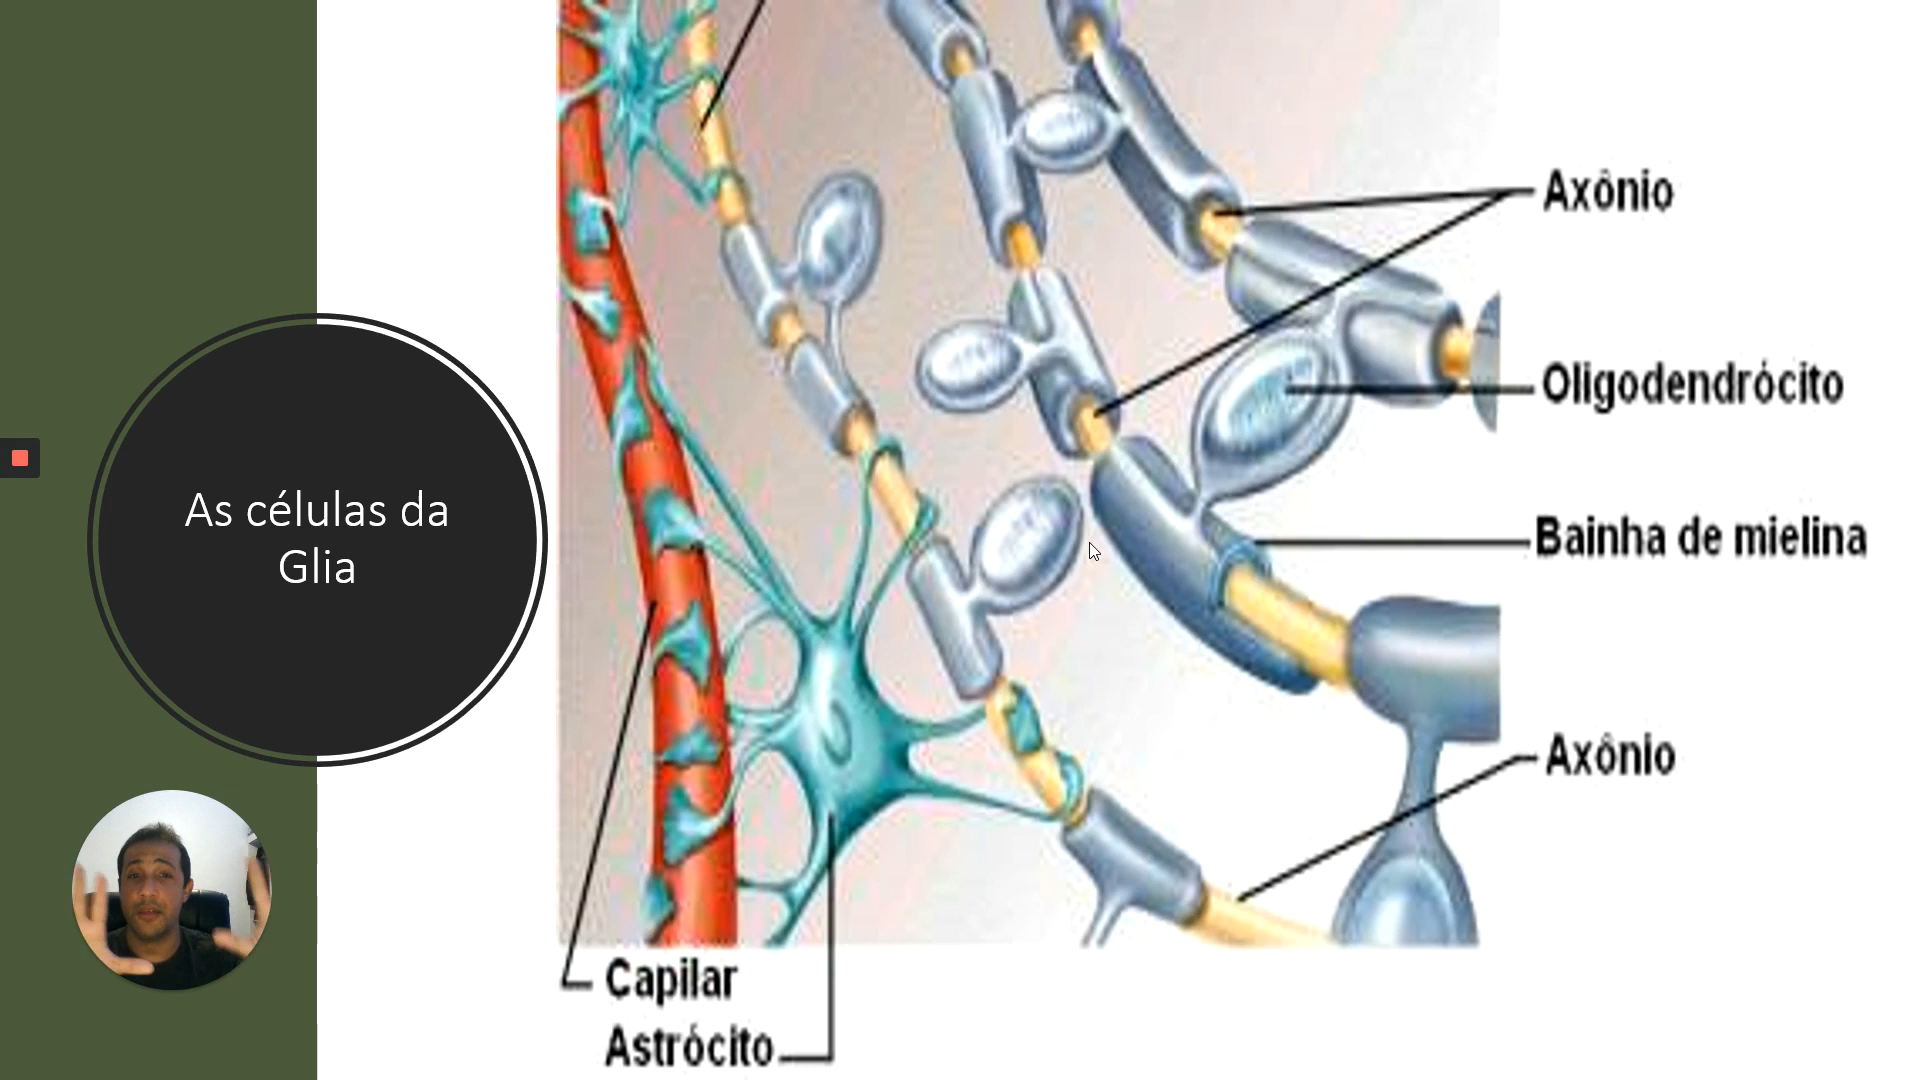 As células da
Glia
Axônio
Oligodendrócito
Bainha de mielina
Axônio
Capilar
Astrócito